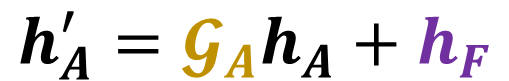 h′_A = 𝒢_A h_A + h_F